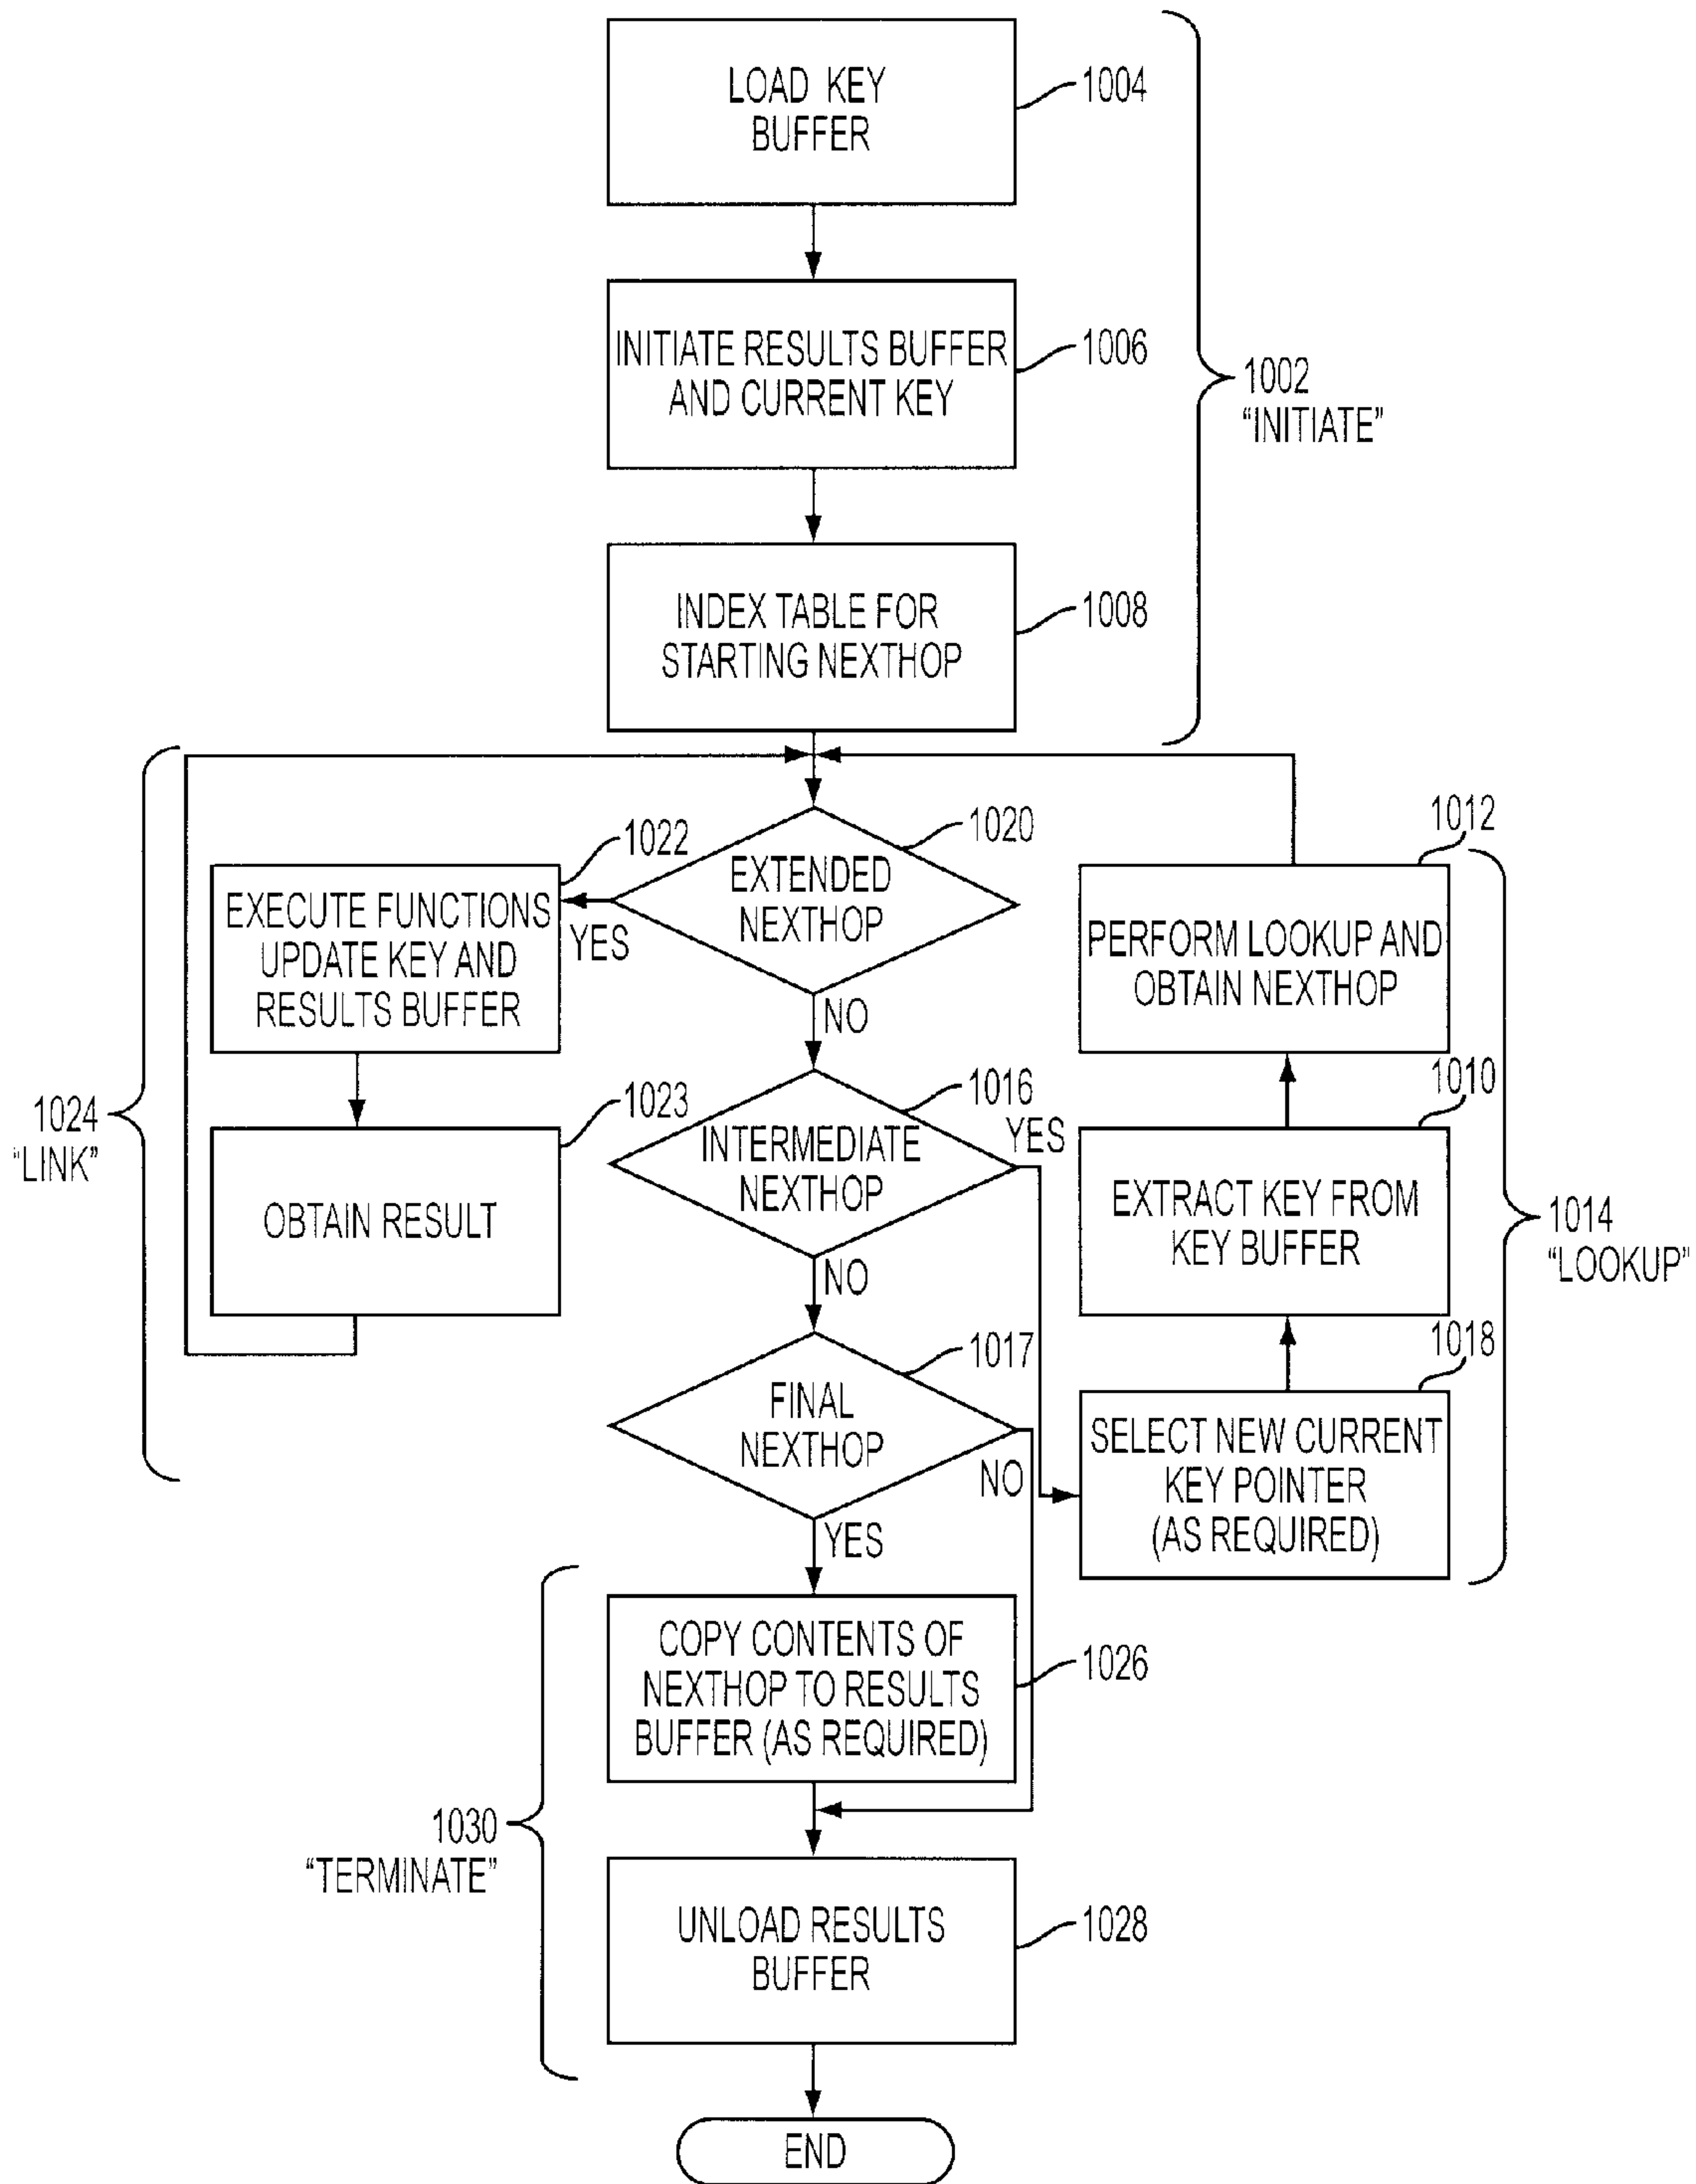 LOAD KEY
BUFFER
1004
INITIATE RESULTS BUFFER
AND CURRENT KEY
1006
1002
"INITIATE"
INDEX TABLE FOR
STARTING NEXTHOP
1008
EXTENDED
NEXTHOP
1020
YES
NO
1022
EXECUTE FUNCTIONS
UPDATE KEY AND
RESULTS BUFFER
1023
OBTAIN RESULT
1024
"LINK"
1012
PERFORM LOOKUP AND
OBTAIN NEXTHOP
1010
EXTRACT KEY FROM
KEY BUFFER
1014
"LOOKUP"
1018
SELECT NEW CURRENT
KEY POINTER
(AS REQUIRED)
INTERMEDIATE
NEXTHOP
1016
YES
NO
FINAL
NEXTHOP
1017
NO
YES
COPY CONTENTS OF
NEXTHOP TO RESULTS
BUFFER (AS REQUIRED)
1026
1030
"TERMINATE"
UNLOAD RESULTS
BUFFER
1028
END